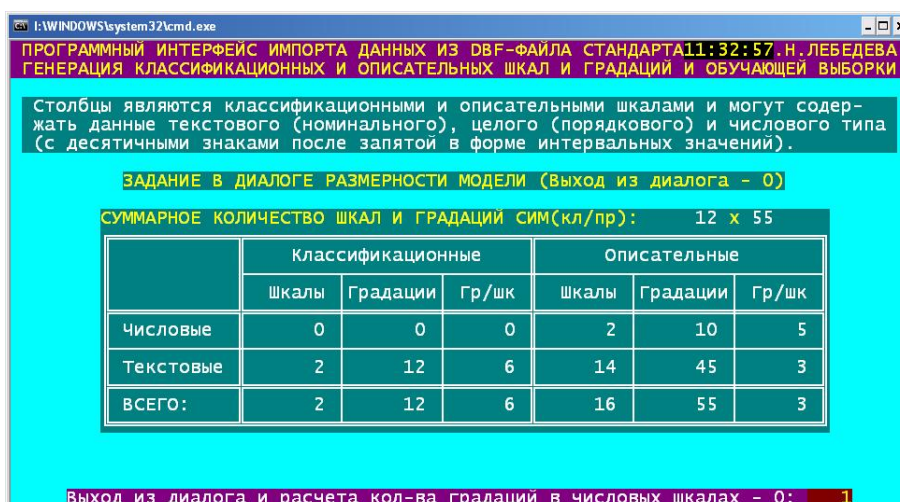 I:\WINDOWS\system32\cmd.exe
ПРОГРАММНЫЙ ИНТЕРФЕЙС ИМПОРТА ДАННЫХ ИЗ DBF-ФАЙЛА СТАНДАРТА11:32:57.Н.ЛЕБЕДЕВА
ГЕНЕРАЦИЯ КЛАССИФИКАЦИОННЫХ И ОПИСАТЕЛЬНЫХ ШКАЛ И ГРАДАЦИЙ И ОБУЧАЮЩЕЙ ВЫБОРКИ
Столбцы являются классификационными и описательными шкалами и могут содер-
жать данные текстового (номинального), целого (порядкового) и числового типа
(с десятичными знаками после запятой в форме интервальных значений).
ЗАДАНИЕ В ДИАЛОГЕ РАЗМЕРНОСТИ МОДЕЛИ (Выход из диалога - 0)
СУММАРНОЕ КОЛИЧЕСТВО ШКАЛ И ГРАДАЦИЙ СИМ(кл/пр): 12 x 55
Классификационные Описательные
Шкалы Градации Гр/шк Шкалы Градации Гр/шк
Числовые 0 0 0 2 10 5
Текстовые 2 12 6 14 45 3
ВСЕГО: 2 12 6 16 55 3
Выход из диалога и расчета кол-ва градаций в числовых шкалах - 0: 1